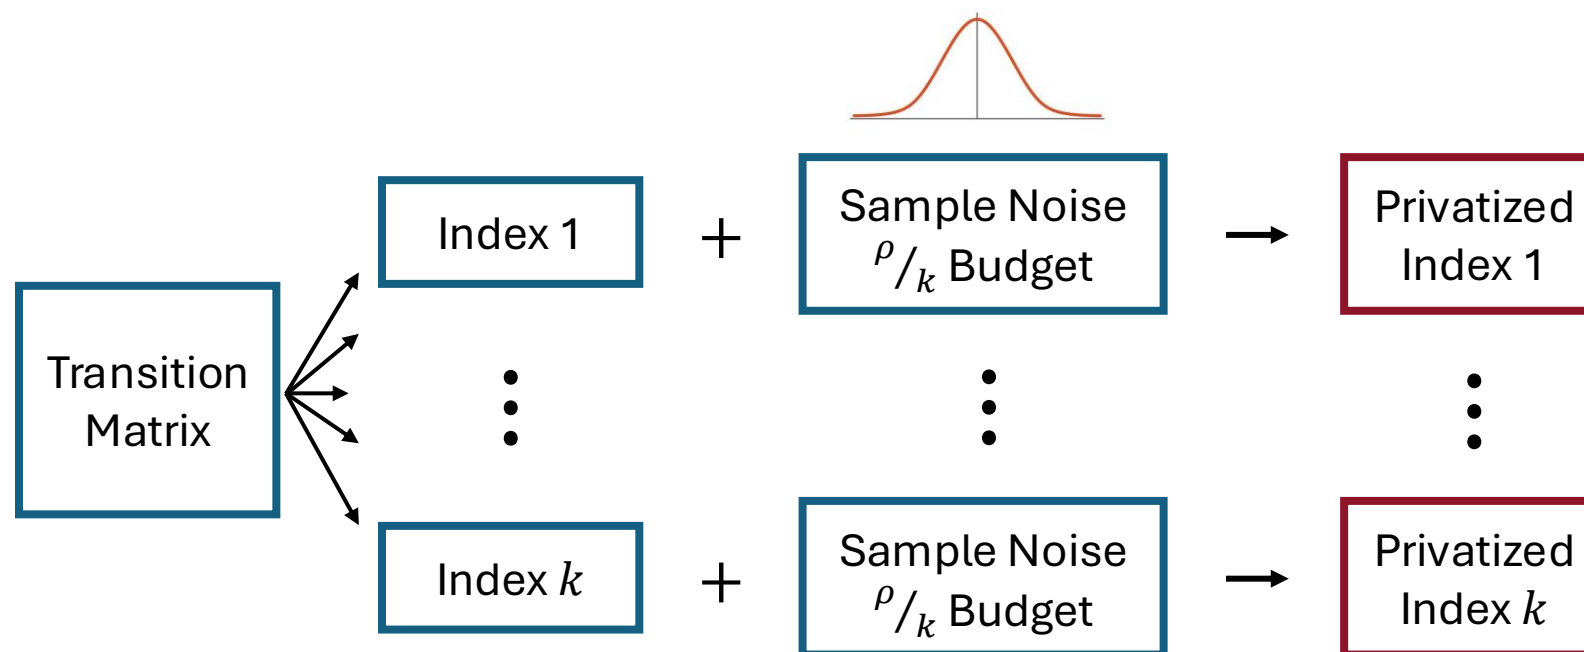 Transition
Matrix
Index 1
+
Sample Noise
ρ/k Budget
Privatized
Index 1
Index k
+
Sample Noise
ρ/k Budget
Privatized
Index k